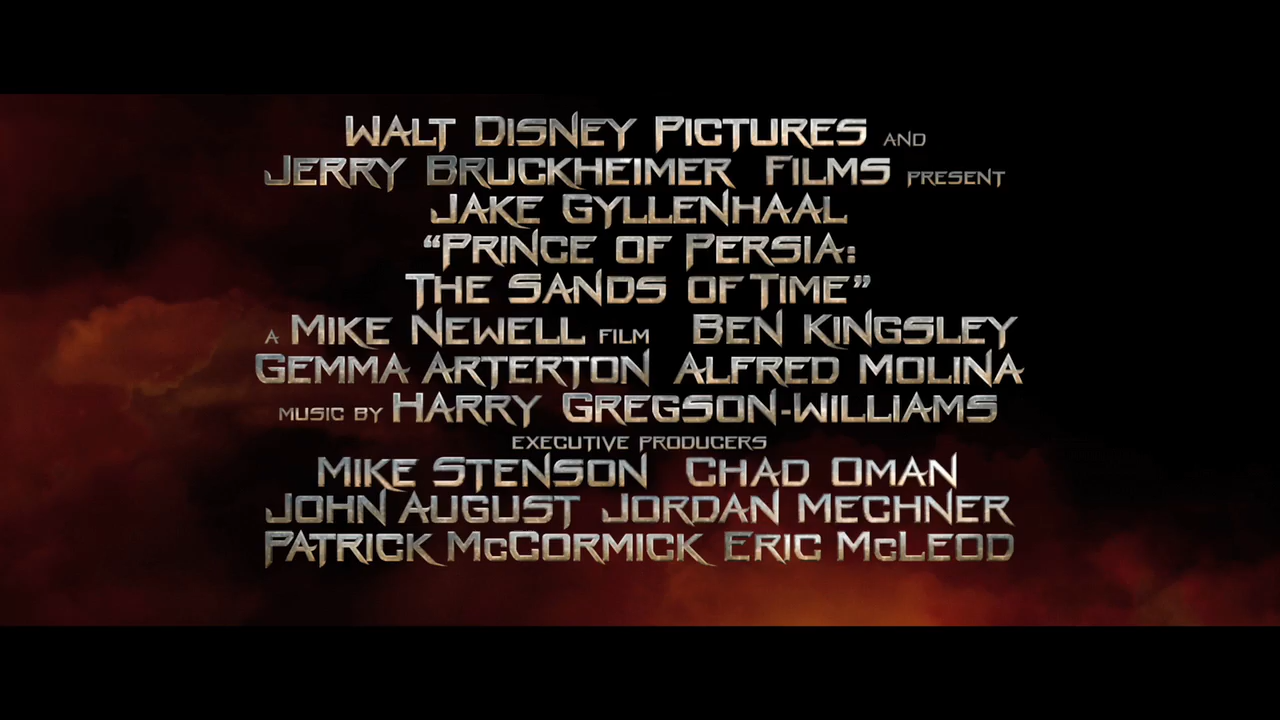 WALT DISNEY PICTURES AND
JERRY BRUCKHEIMER FILMS PRESENT
JAKE GYLLENHAAL
“PRINCE OF PERSIA:
THE SANDS OF TIME”
A MIKE NEWELL FILM BEN KINGSLEY
GEMMA ARTERTON ALFRED MOLINA
MUSIC BY HARRY GREGSON-WILLIAMS
EXECUTIVE PRODUCERS
MIKE STENSON CHAD OMAN
JOHN AUGUST JORDAN MECHNER
PATRICK McCORMICK ERIC McLEOD